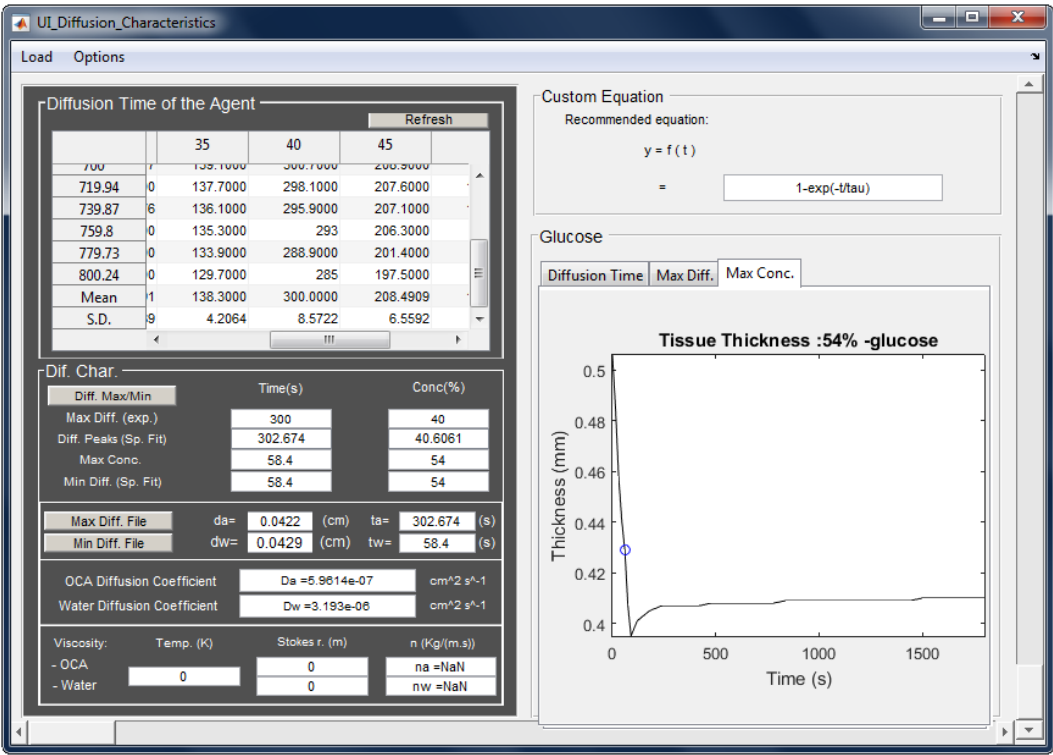 UI_Diffusion_Characteristics
Load Options
Diffusion Time of the Agent
Refresh
35 40 45
700 139.1000 300.7000 208.9000
719.94 137.7000 298.1000 207.6000
739.87 136.1000 295.9000 207.1000
759.8 135.3000 293 206.3000
779.73 133.9000 288.9000 201.4000
800.24 129.7000 285 197.5000
Mean 138.3000 300.0000 208.4909
S.D. 4.2064 8.5722 6.5592
Dif. Char.
Diff. Max/Min Time(s) Conc(%)
Max Diff. (exp.) 300 40
Diff. Peaks (Sp. Fit) 302.674 40.6061
Max Conc. 58.4 54
Min Diff. (Sp. Fit) 58.4 54
Max Diff. File da= 0.0422 (cm) ta= 302.674 (s)
Min Diff. File dw= 0.0429 (cm) tw= 58.4 (s)
OCA Diffusion Coefficient Da =5.9614e-07 cm^2 s^-1
Water Diffusion Coefficient Dw =3.193e-06 cm^2 s^-1
Viscosity: Temp. (K) Stokes r. (m) n (Kg/(m.s))
- OCA 0 na =NaN
- Water 0 0 nw =NaN
Custom Equation
Recommended equation:
y = f ( t )
= 1-exp(-t/tau)
Glucose
Diffusion Time Max Diff. Max Conc.
Tissue Thickness :54% -glucose
Thickness (mm)
0.5
0.48
0.46
0.44
0.42
0.4
0 500 1000 1500
Time (s)